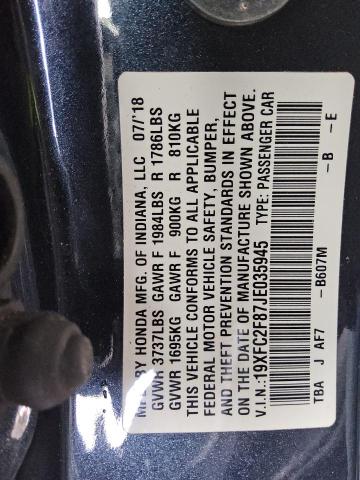 MFD. BY HONDA MFG. OF INDIANA, LLC 07/'18
GVWR 3737LBS GAWR F 1984LBS R 1786LBS
GVWR 1695KG GAWR F 900KG R 810KG
THIS VEHICLE CONFORMS TO ALL APPLICABLE
FEDERAL MOTOR VEHICLE SAFETY, BUMPER,
AND THEFT PREVENTION STANDARDS IN EFFECT
ON THE DATE OF MANUFACTURE SHOWN ABOVE.
V.I.N.:19XFC2F87JE035945 TYPE: PASSENGER CAR
TBA J AF7 - B607M - B - E